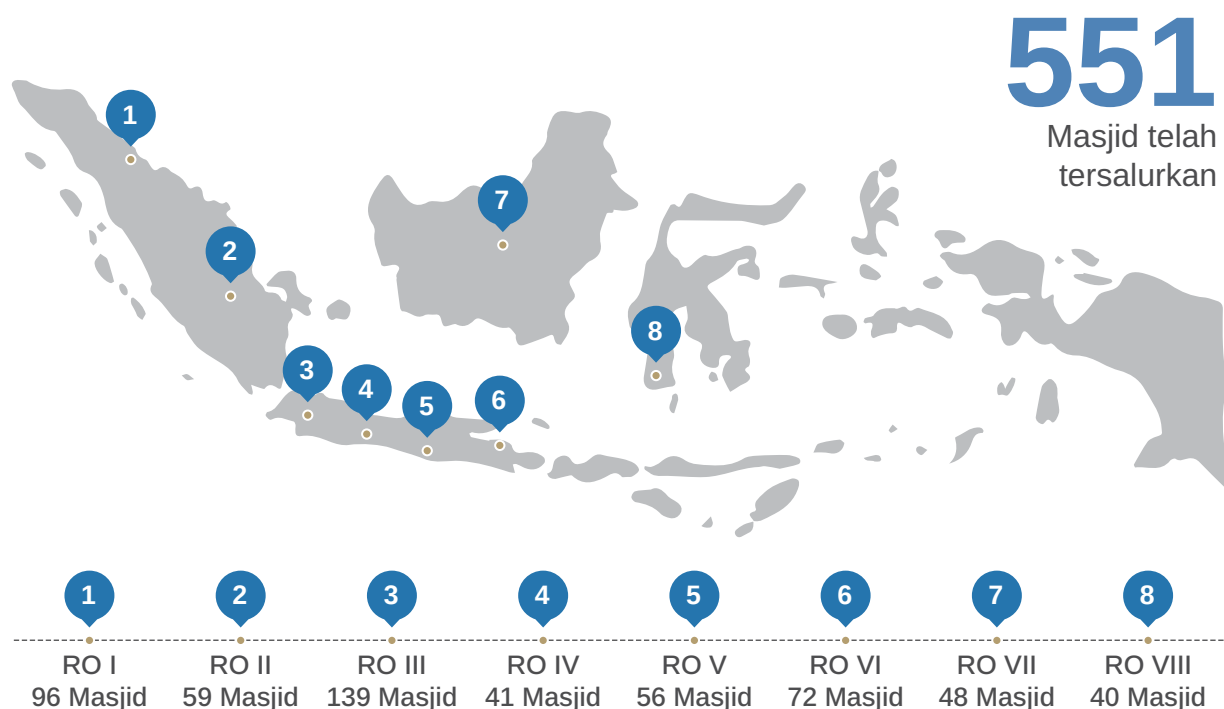 551
Masjid telah
tersalurkan
1
2
3
4
5
6
7
8
1 2 3 4 5 6 7 8
RO I RO II RO III RO IV RO V RO VI RO VII RO VIII
96 Masjid 59 Masjid 139 Masjid 41 Masjid 56 Masjid 72 Masjid 48 Masjid 40 Masjid